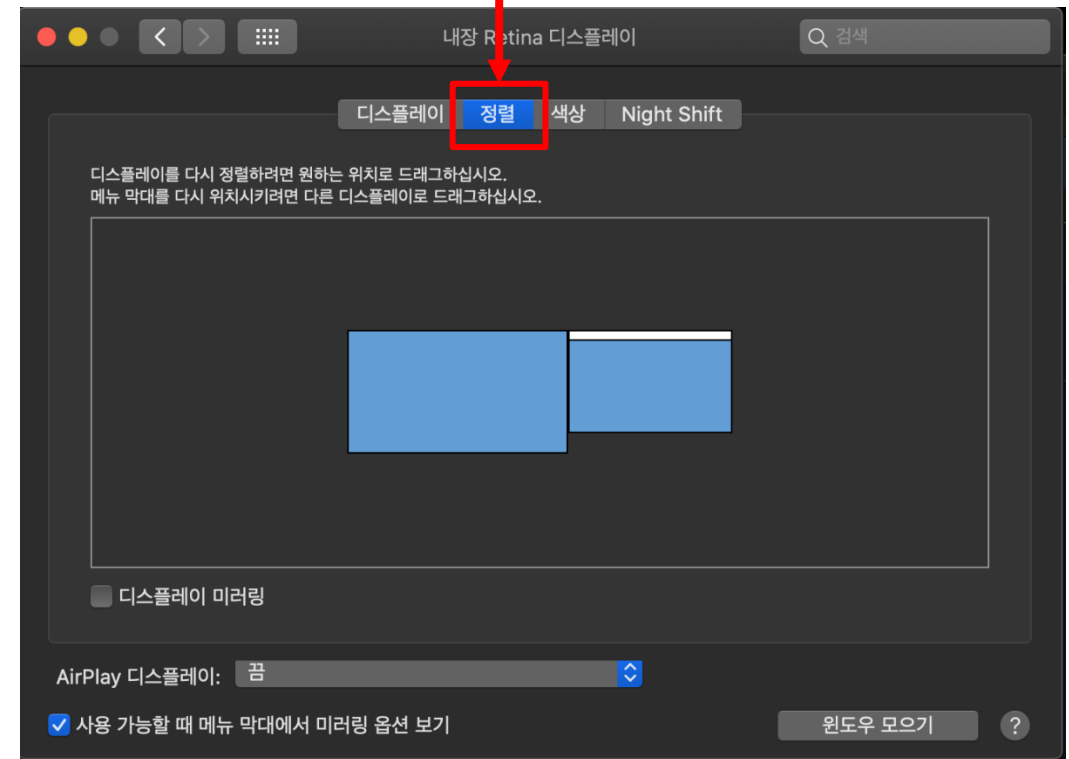 내장 Retina 디스플레이
검색
디스플레이 정렬 색상 Night Shift
디스플레이를 다시 정렬하려면 원하는 위치로 드래그하십시오.
메뉴 막대를 다시 위치시키려면 다른 디스플레이로 드래그하십시오.
디스플레이 미러링
AirPlay 디스플레이: 끔
사용 가능할 때 메뉴 막대에서 미러링 옵션 보기
윈도우 모으기 ?